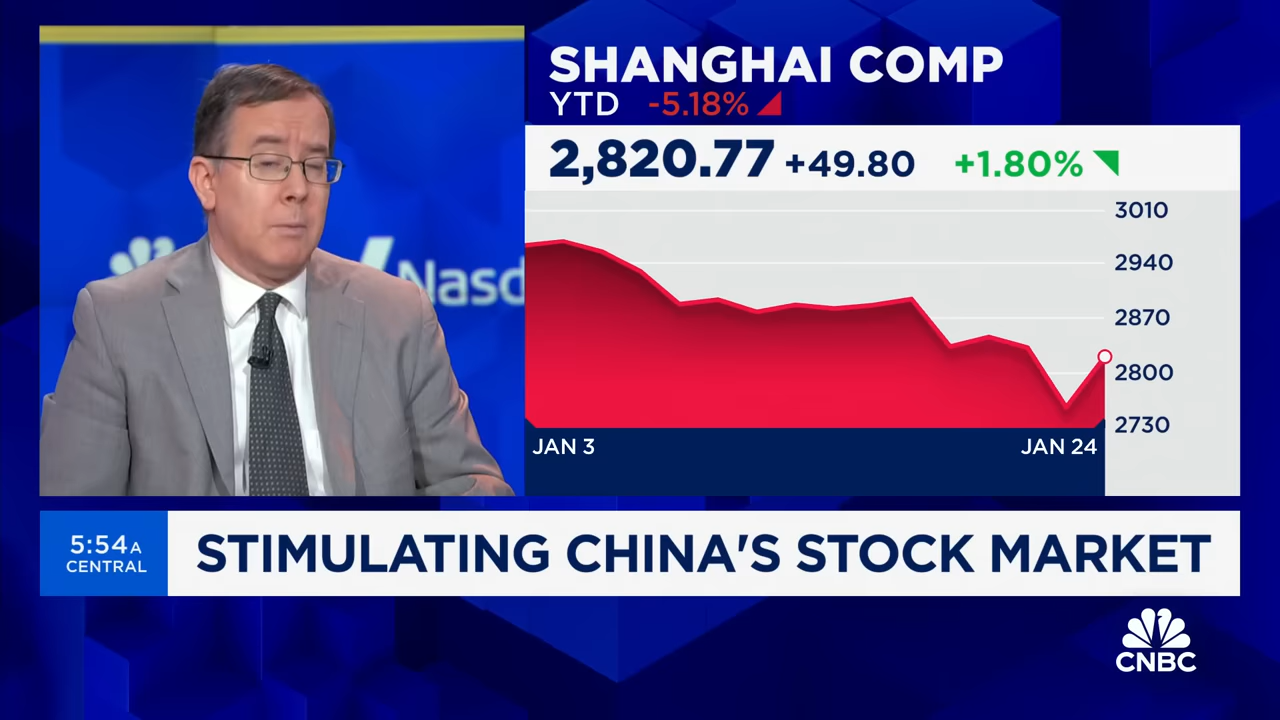 SHANGHAI COMP
YTD -5.18%
2,820.77 +49.80 +1.80%
3010
2940
2870
2800
2730
JAN 3 JAN 24
Nasd
5:54A
CENTRAL
STIMULATING CHINA'S STOCK MARKET
CNBC